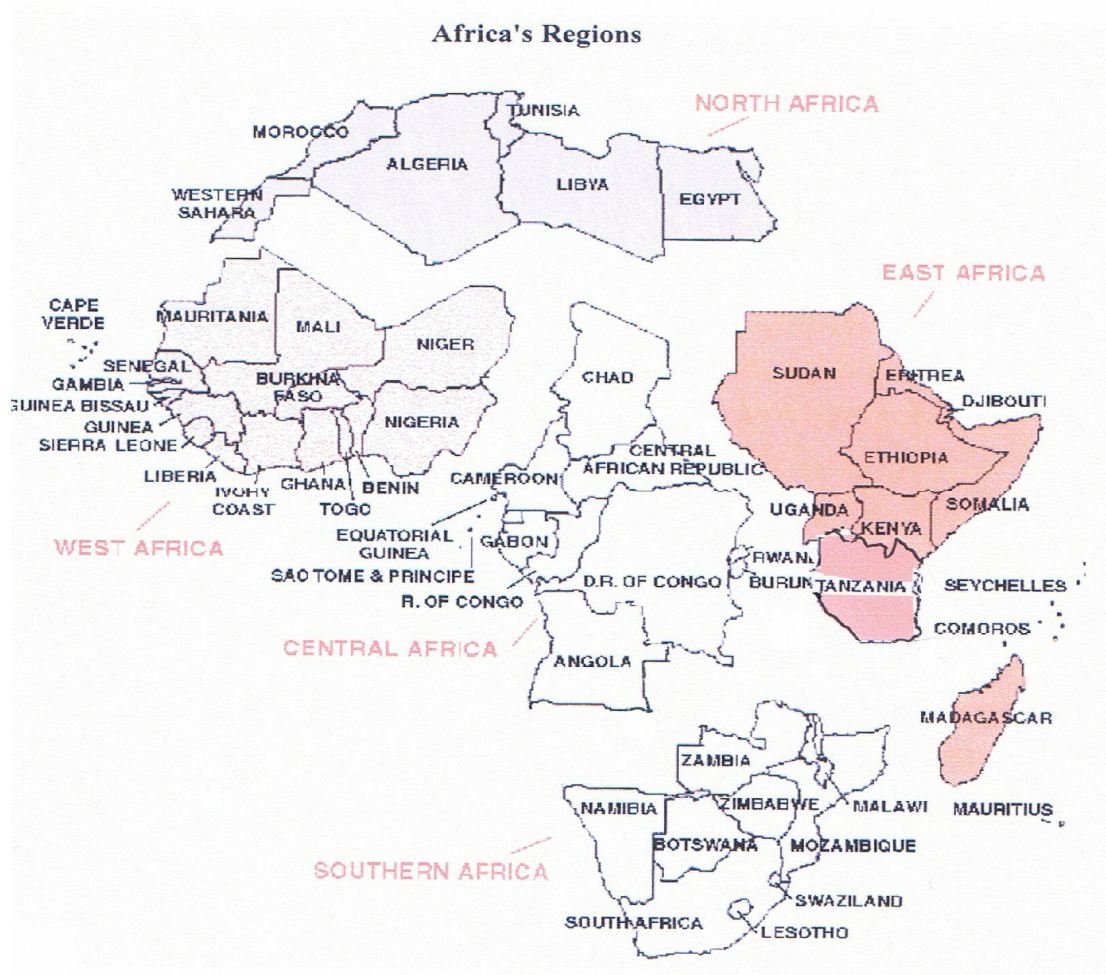 Africa's Regions
NORTH AFRICA
TUNISIA
MOROCCO
ALGERIA
LIBYA
EGYPT
WESTERN
SAHARA
EAST AFRICA
CAPE
VERDE
MAURITANIA
MALI
NIGER
SENEGAL
GAMBIA
BURKINA
FASO
GUINEA BISSAU
GUINEA
NIGERIA
SIERRA LEONE
LIBERIA
IVORY
COAST
GHANA
TOGO
BENIN
WEST AFRICA
CHAD
CENTRAL
AFRICAN REPUBLIC
CAMEROON
EQUATORIAL
GUINEA
GABON
SAO TOME & PRINCIPE
R. OF CONGO
D.R. OF CONGO
RWAN
BURUN
CENTRAL AFRICA
ANGOLA
SUDAN
ERITREA
DJIBOUTI
ETHIOPIA
SOMALIA
UGANDA
KENYA
TANZANIA
SEYCHELLES
COMOROS
MADAGASCAR
MAURITIUS
ZAMBIA
MALAWI
NAMIBIA
ZIMBABWE
BOTSWANA
MOZAMBIQUE
SOUTHERN AFRICA
SWAZILAND
SOUTH AFRICA
LESOTHO